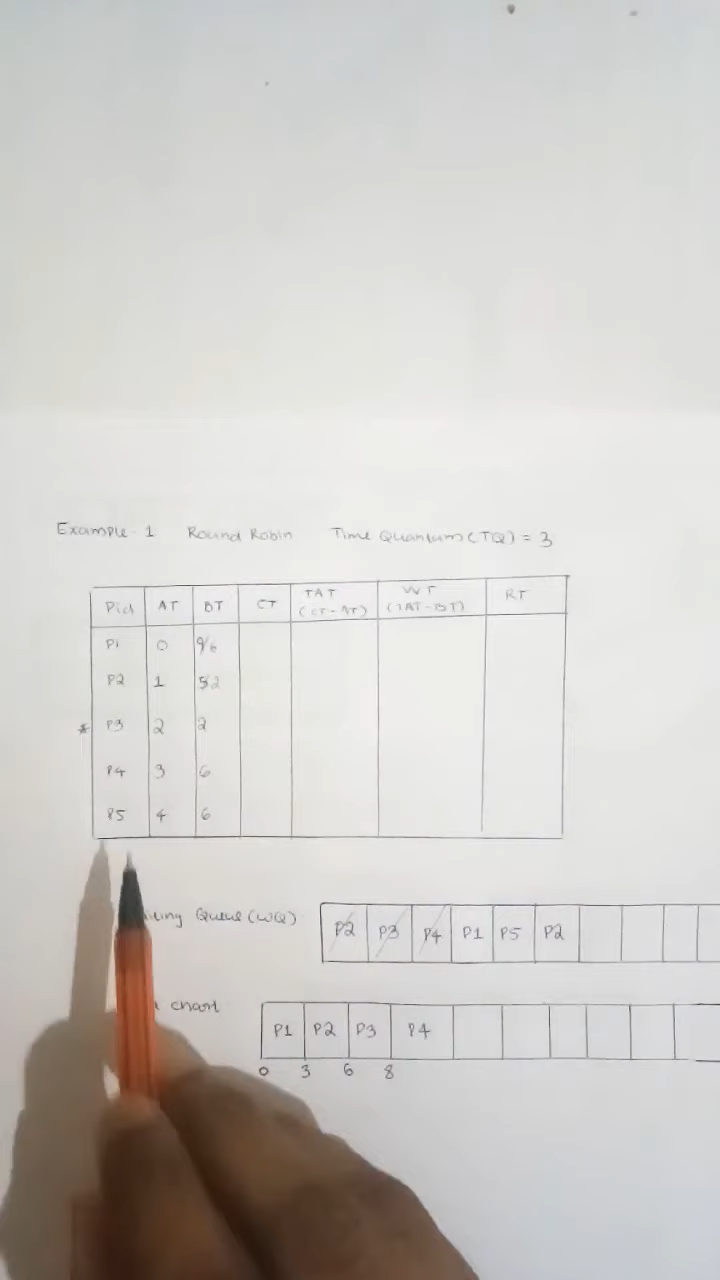 Example-1 Round Robin Time Quantum(TQ) = 3
Pid AT BT CT TAT (CT-AT) WT (TAT-BT) RT
P1 0 9/6
P2 1 5 2
* P3 2 2
P4 3 6
P5 4 6
Queue (WQ) P2 P3 P4 P1 P5 P2
chart P1 P2 P3 P4
0 3 6 8